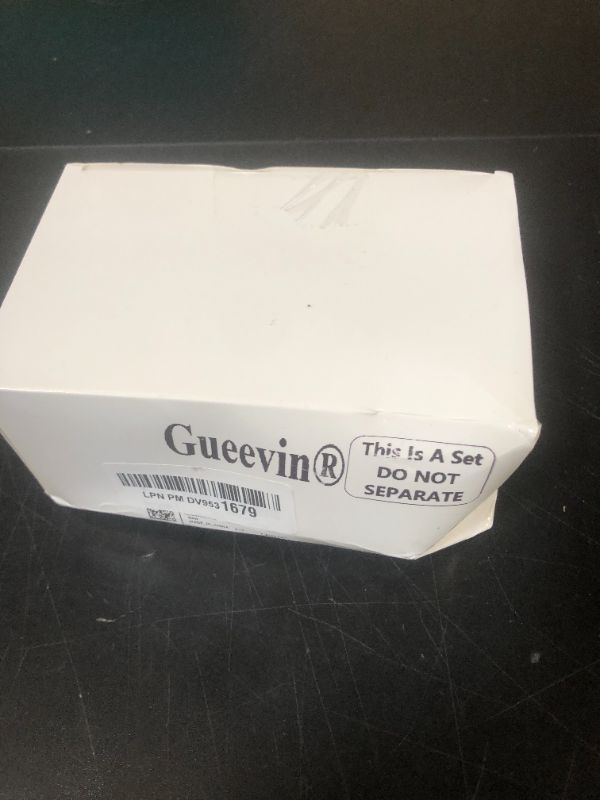 Gueevin®
This Is A Set
DO NOT
SEPARATE
LPN PM DV9531679